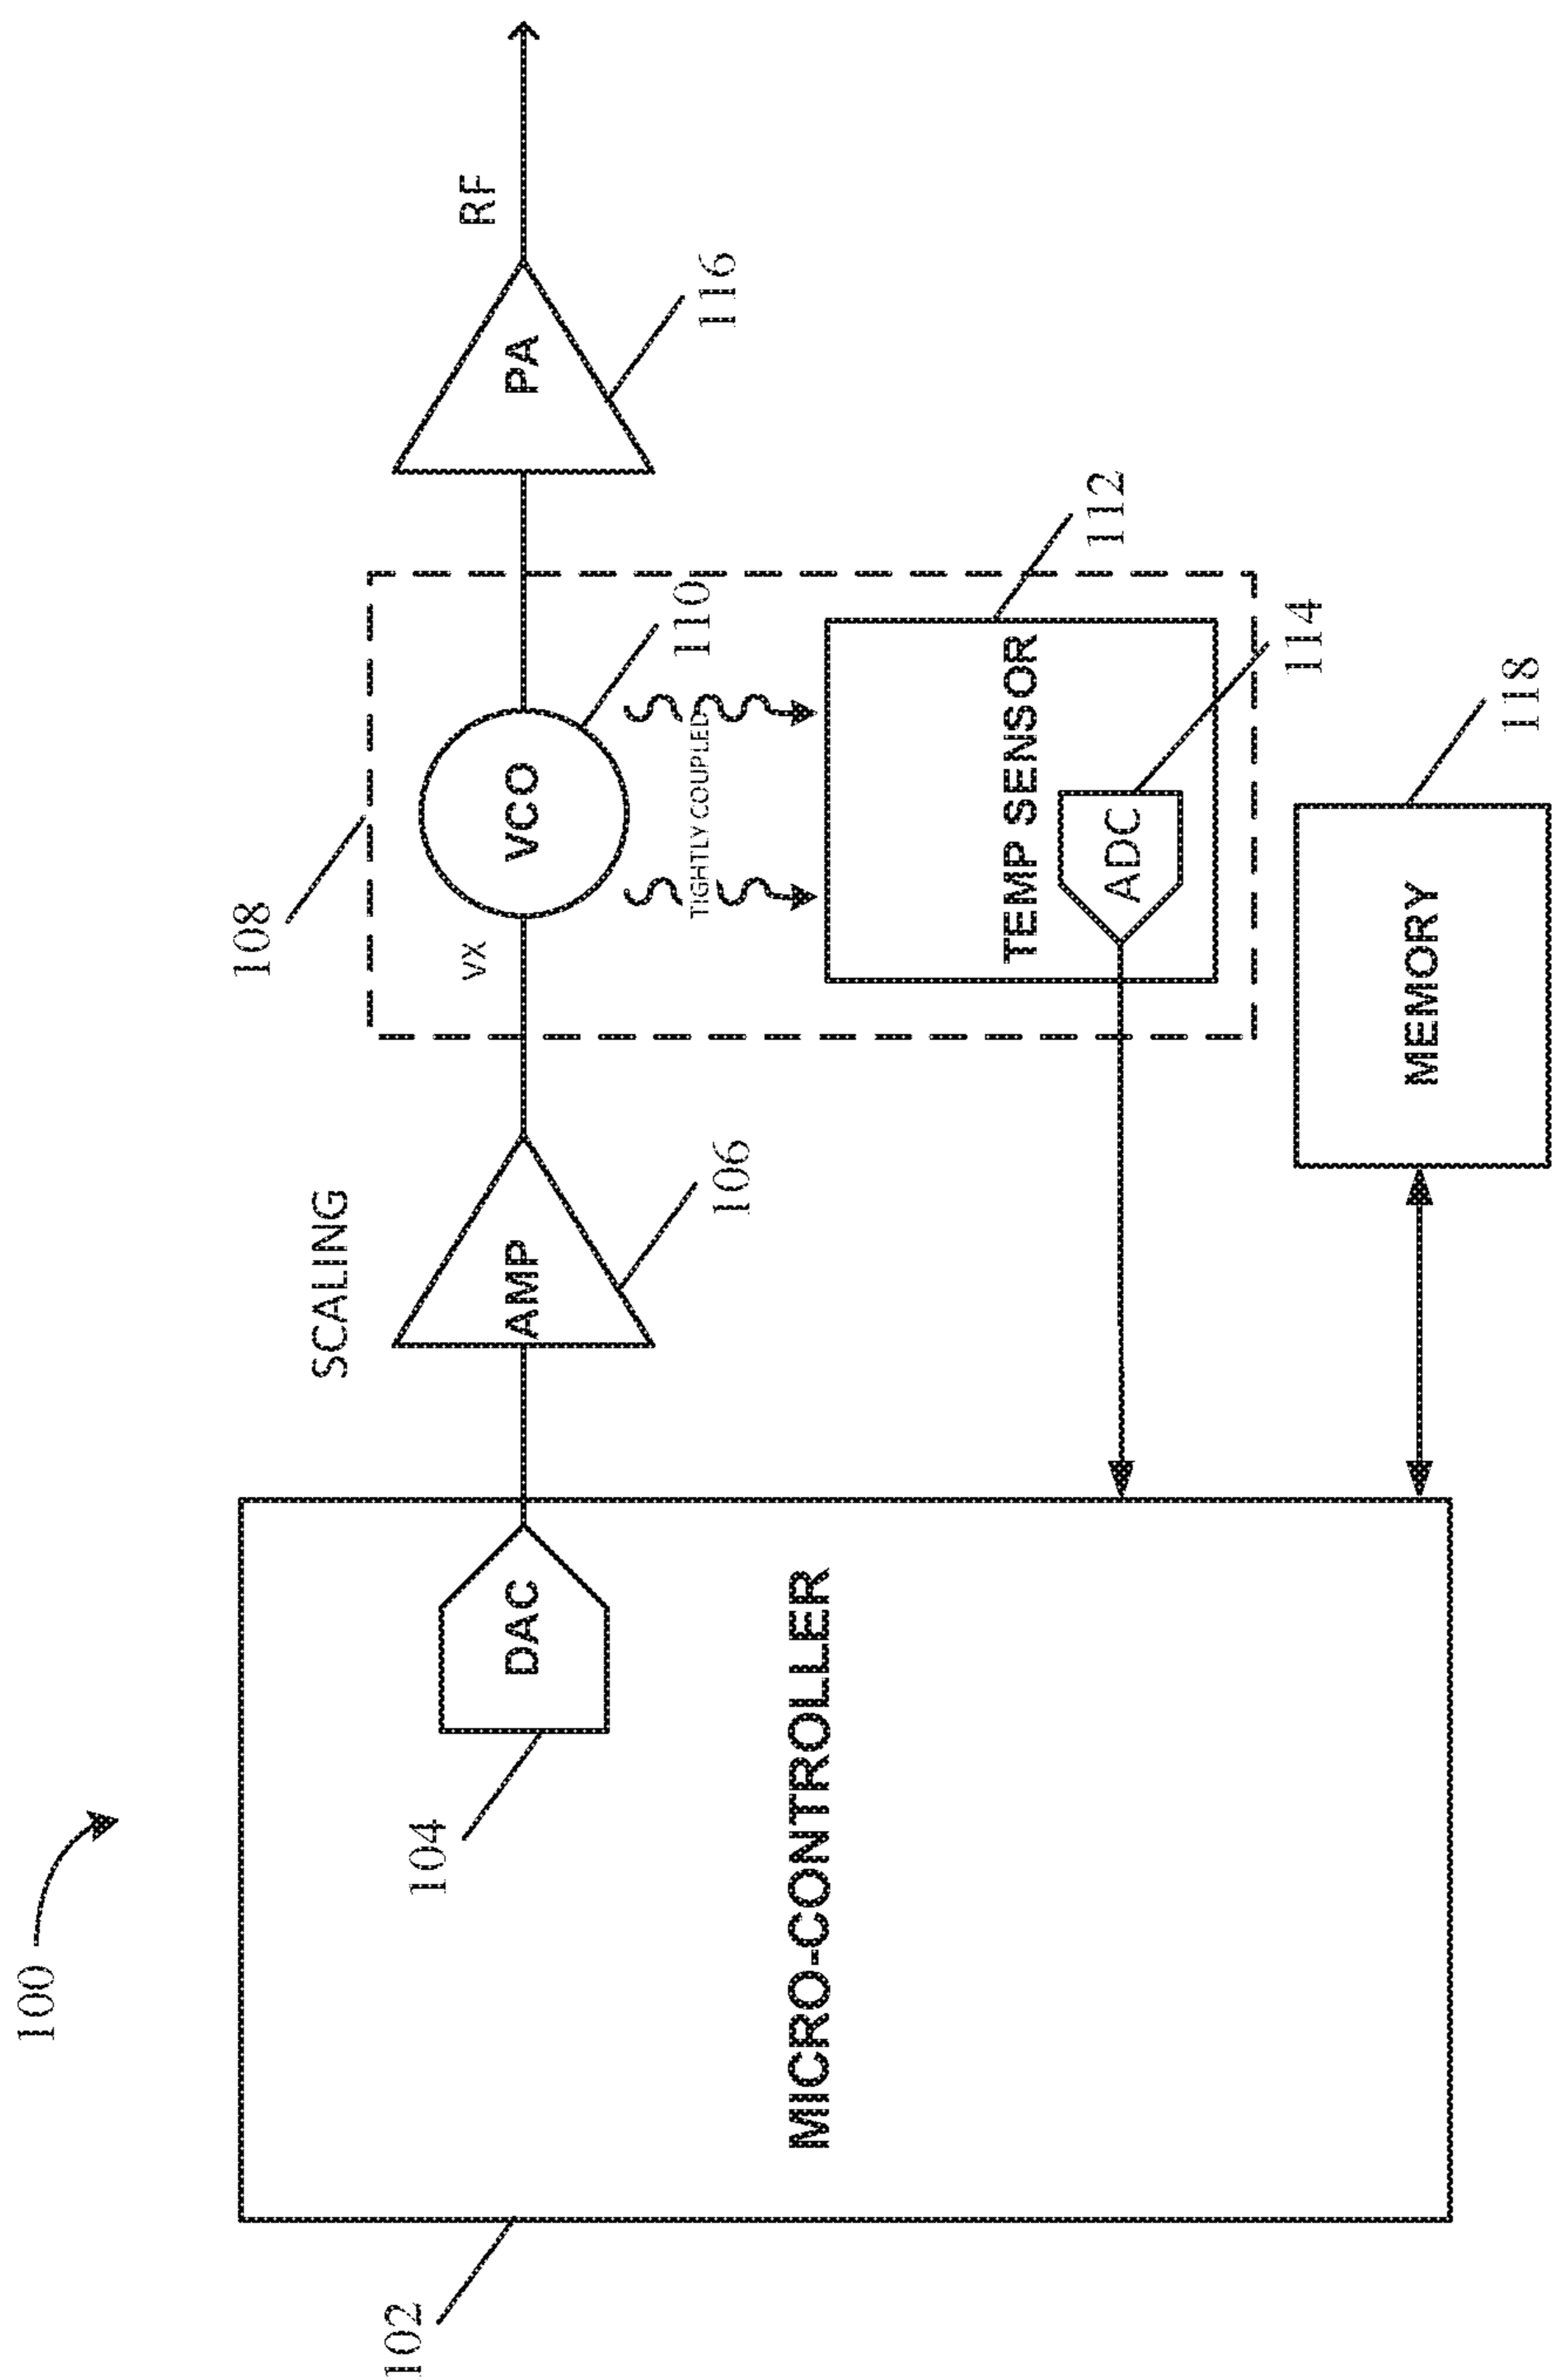 100
102
MICRO-CONTROLLER
104
DAC
SCALING
AMP
106
108
VX
VCO
110
TIGHTLY COUPLED
TEMP SENSOR
112
ADC
114
PA
116
RF
MEMORY
118